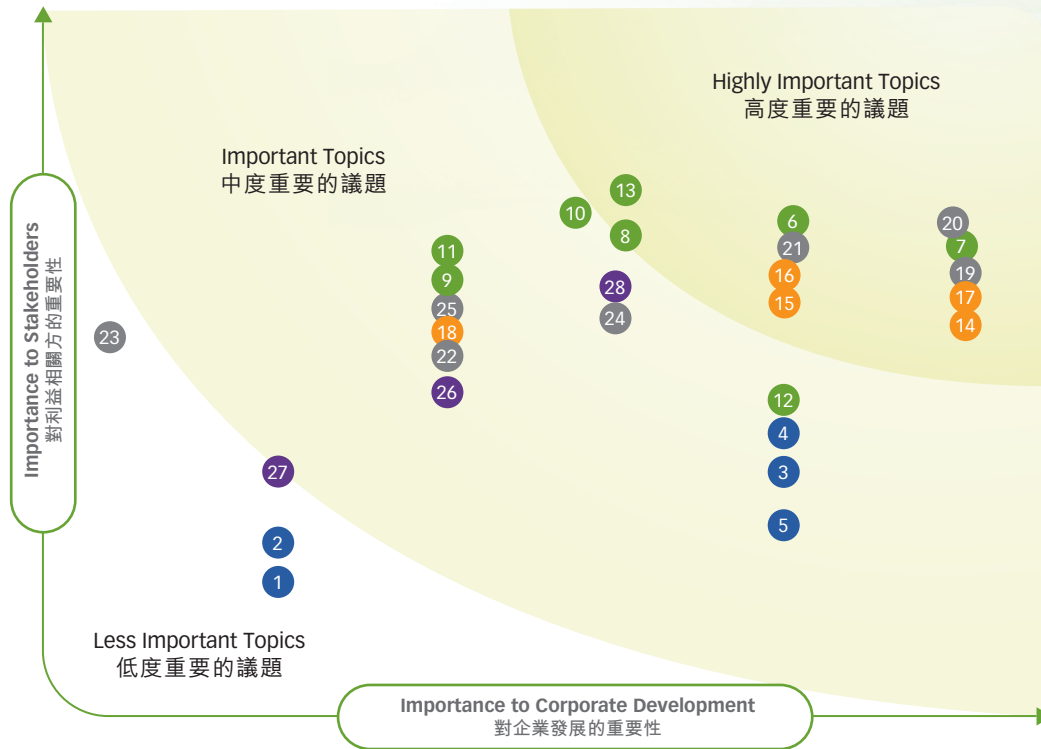 Highly Important Topics
高度重要的議題
Important Topics
中度重要的議題
13
10
6
20
8
7
21
11
19
16
9
28
17
15
25
24
14
18
23
22
26
12
4
27
3
5
2
1
Less Important Topics
低度重要的議題
Importance to Stakeholders
對利益相關方的重要性
Importance to Corporate Development
對企業發展的重要性